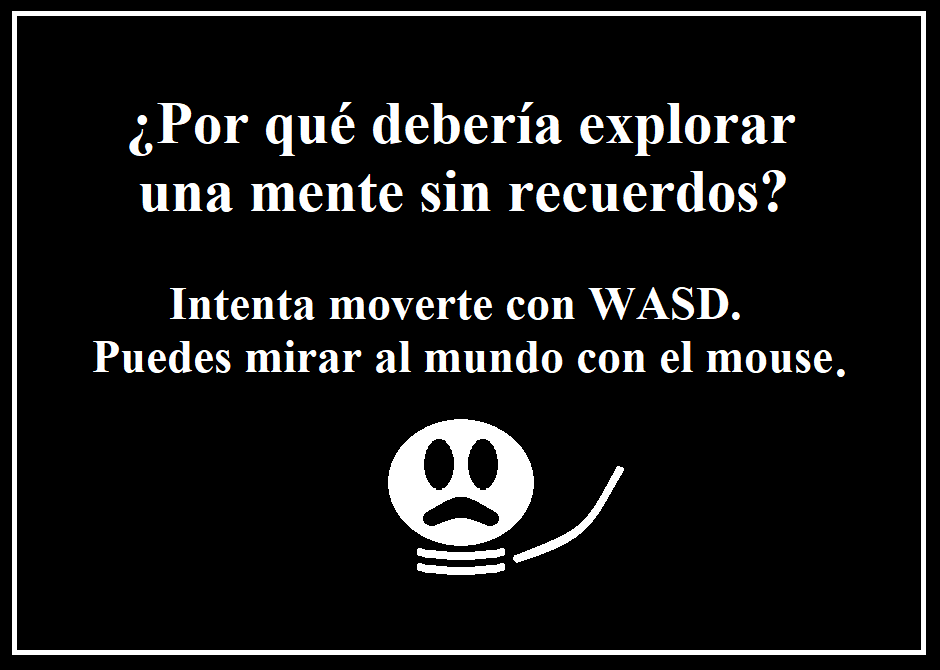 ¿Por qué debería explorar
una mente sin recuerdos?
Intenta moverte con WASD.
Puedes mirar al mundo con el mouse.